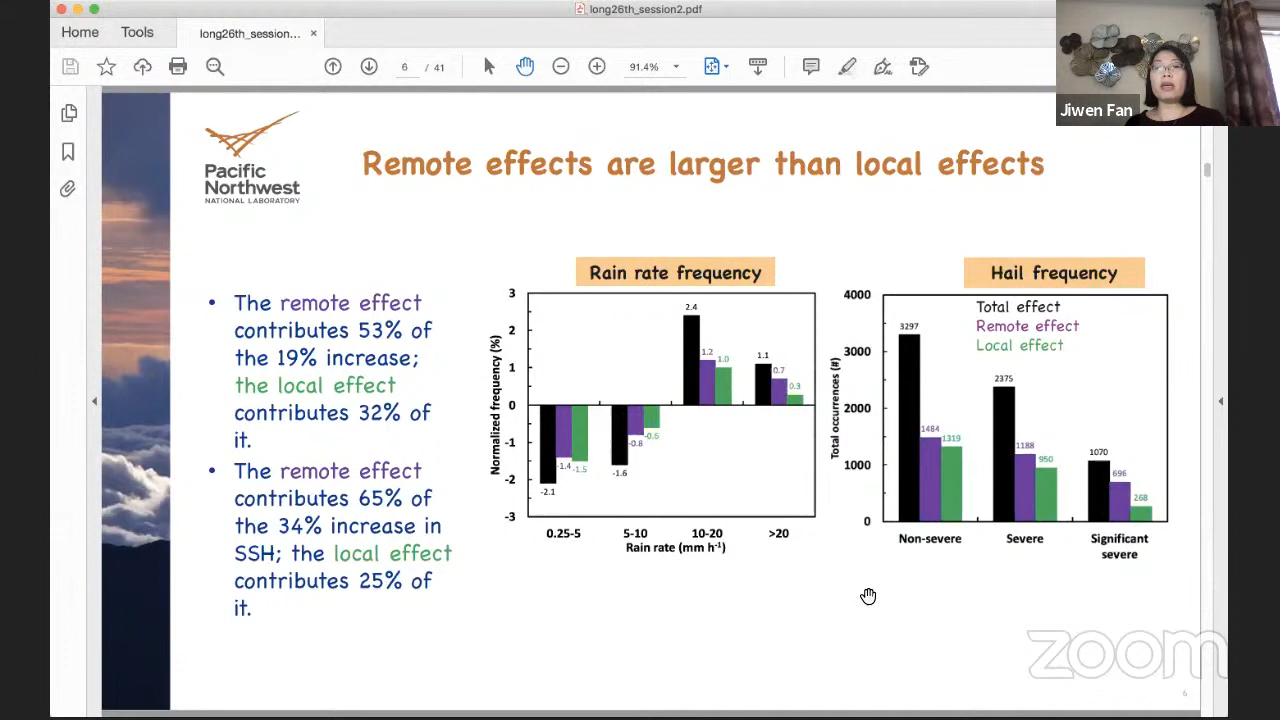 long26th_session2.pdf
Home
Tools
long26th_session...
6 / 41
91.4%
Jiwen Fan
Pacific
Northwest
NATIONAL LABORATORY
Remote effects are larger than local effects
• The remote effect
contributes 53% of
the 19% increase;
the local effect
contributes 32% of
it.
• The remote effect
contributes 65% of
the 34% increase in
SSH; the local effect
contributes 25% of
it.
Rain rate frequency
Normalized frequency (%)
3
2
1
0
-1
-2
-3
-2.1
-1.4
-1.5
-1.6
-0.8
-0.6
2.4
1.2
1.0
1.1
0.7
0.3
0.25-5
5-10
10-20
>20
Rain rate (mm h⁻¹)
Hail frequency
Total occurrences (#)
4000
3000
2000
1000
0
Total effect
Remote effect
Local effect
3297
1484
1319
2375
1188
950
1070
696
268
Non-severe
Severe
Significant
severe
zoom
6